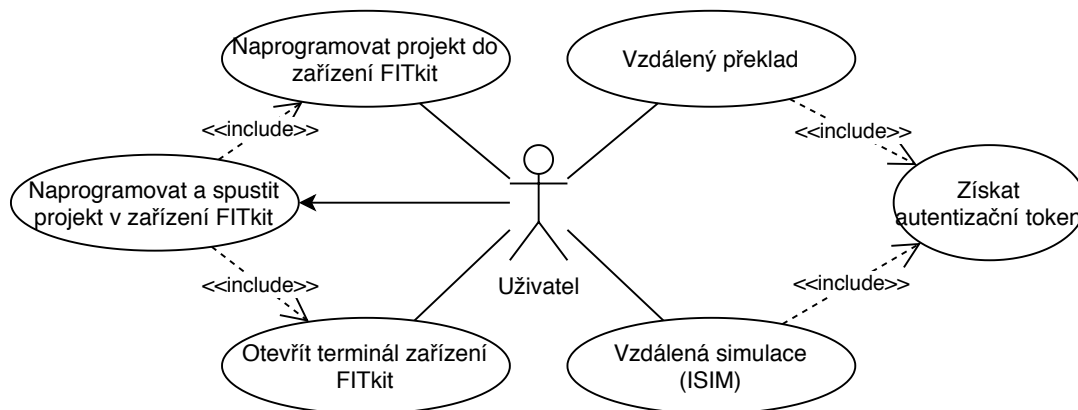 Naprogramovat projekt do
zařízení FITkit
Vzdálený překlad
<<include>>
<<include>>
Naprogramovat a spustit
projekt v zařízení FITkit
Získat
autentizační token
Uživatel
<<include>>
<<include>>
Otevřít terminál zařízení
FITkit
Vzdálená simulace
(ISIM)